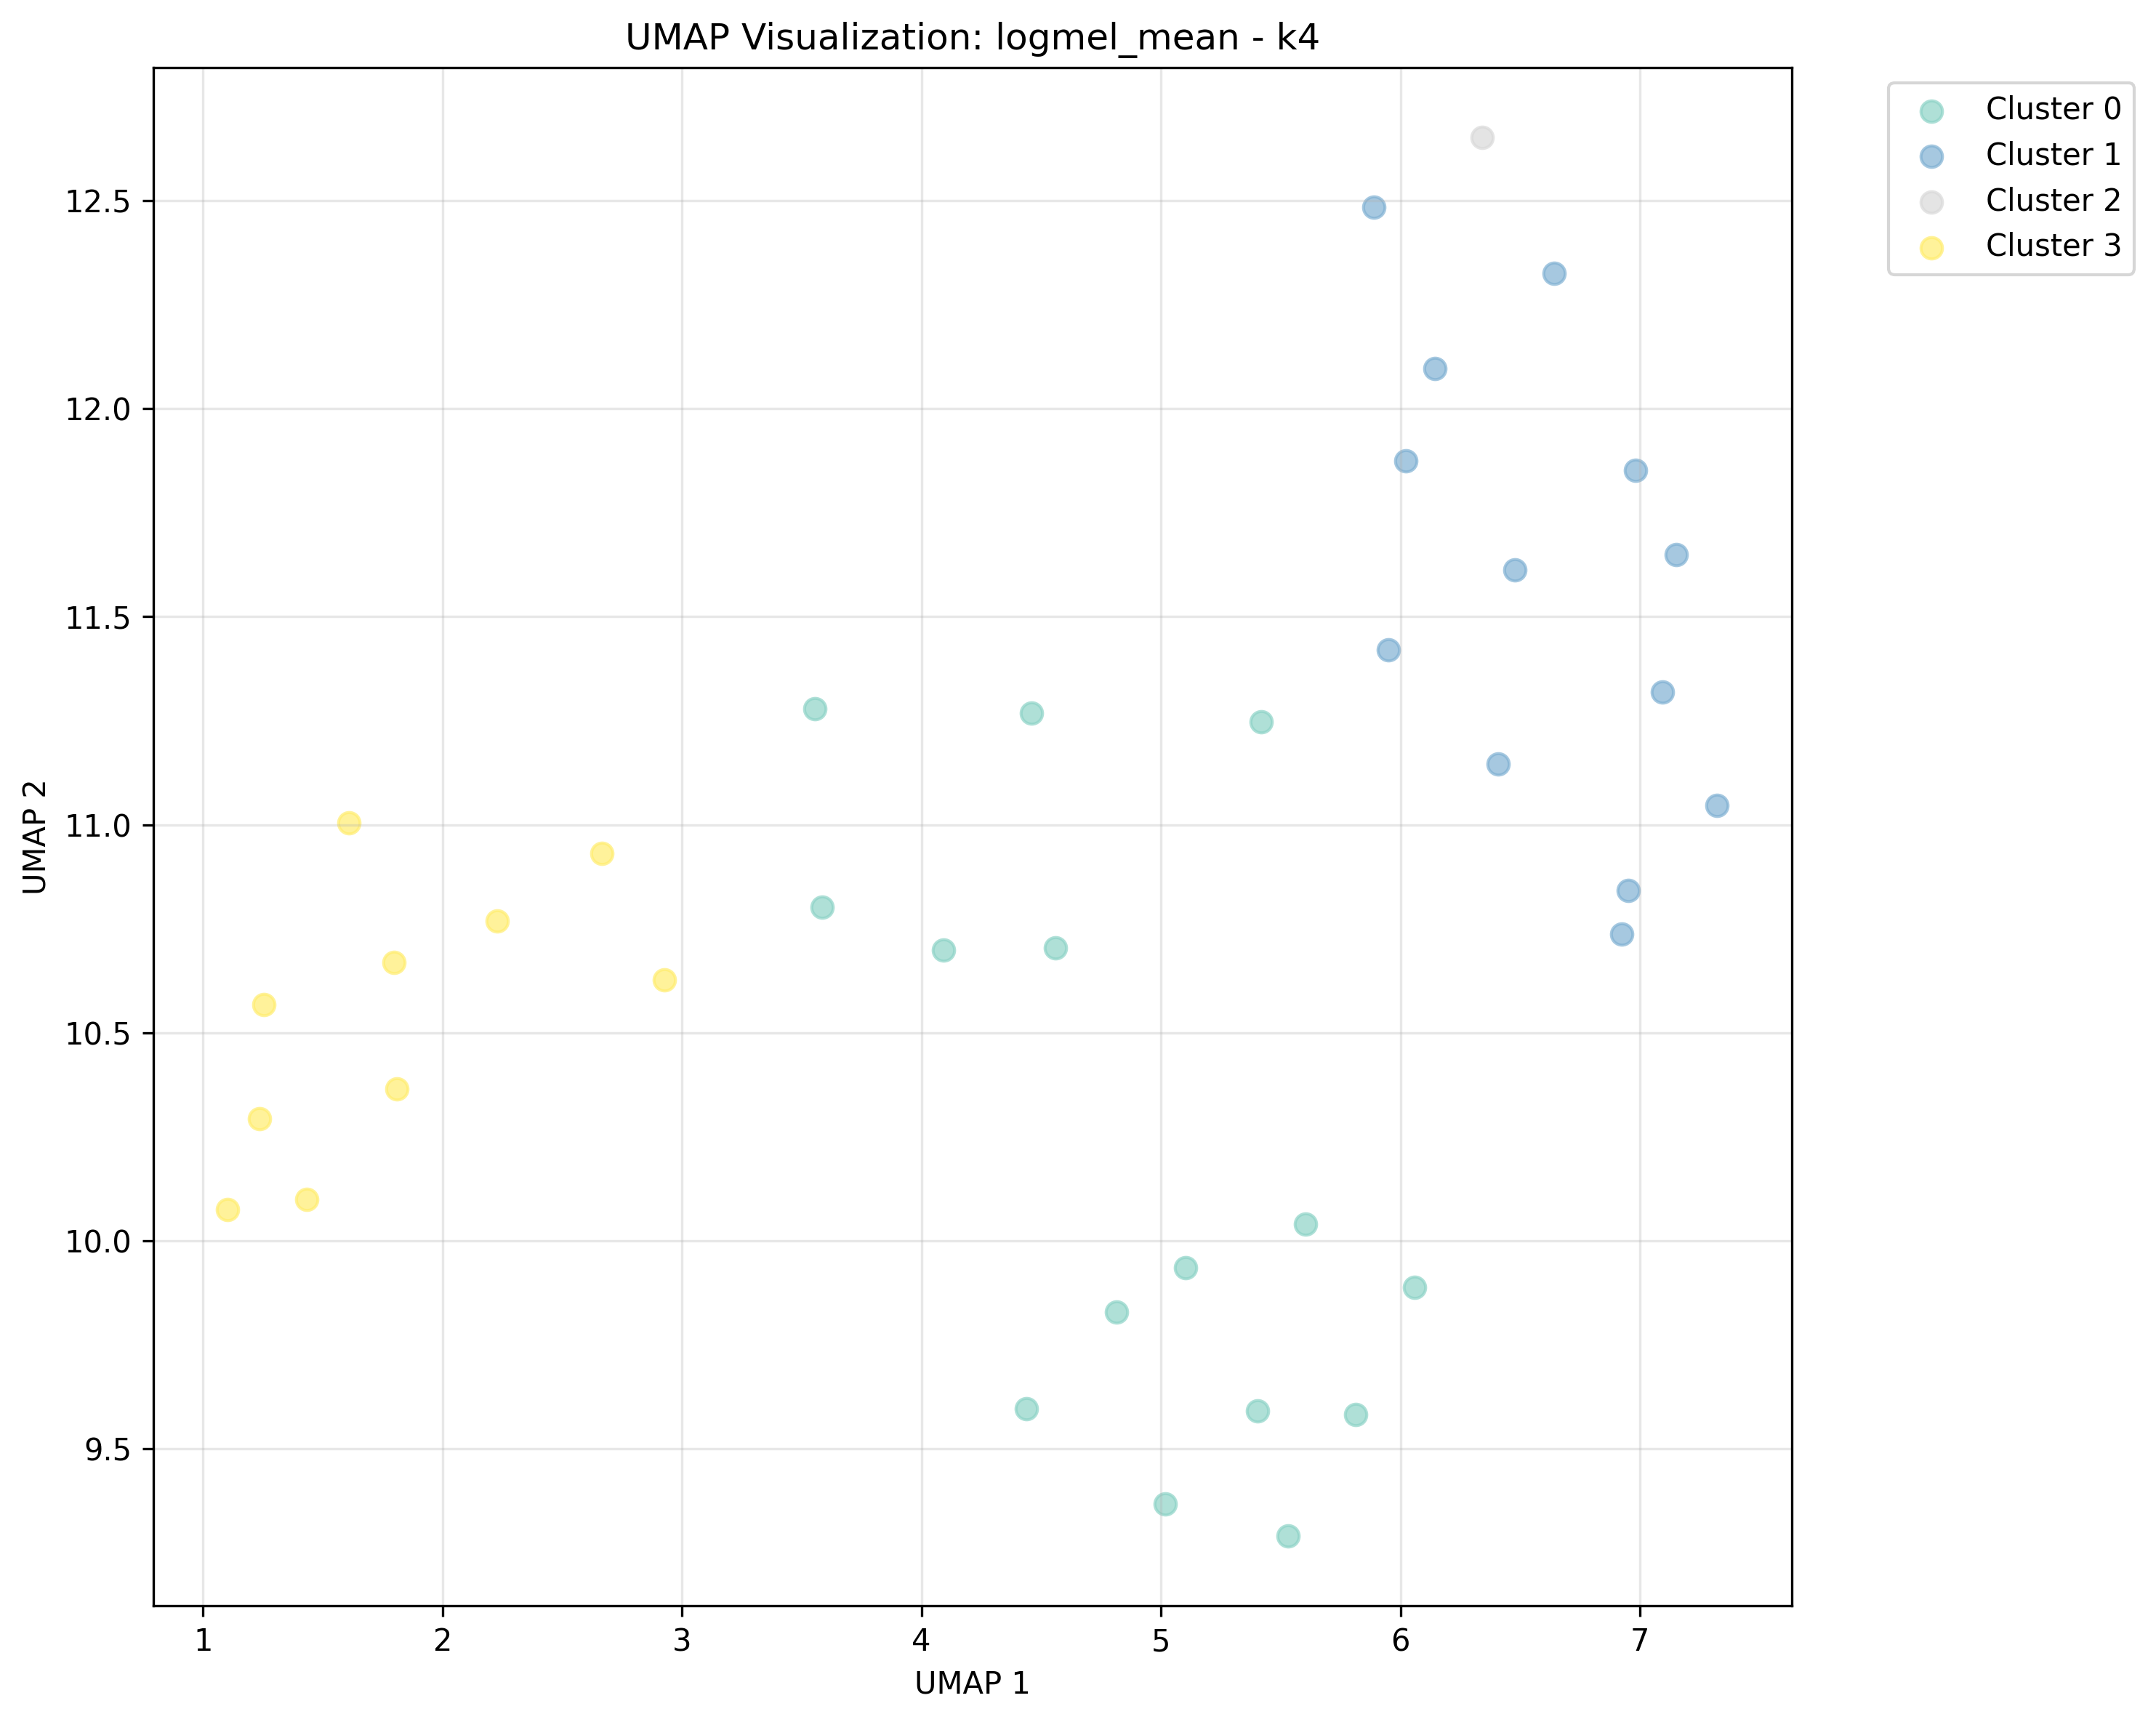 UMAP Visualization: logmel_mean - k4
Cluster 0
Cluster 1
Cluster 2
Cluster 3
12.5
12.0
11.5
11.0
10.5
10.0
9.5
UMAP 2
1 2 3 4 5 6 7
UMAP 1